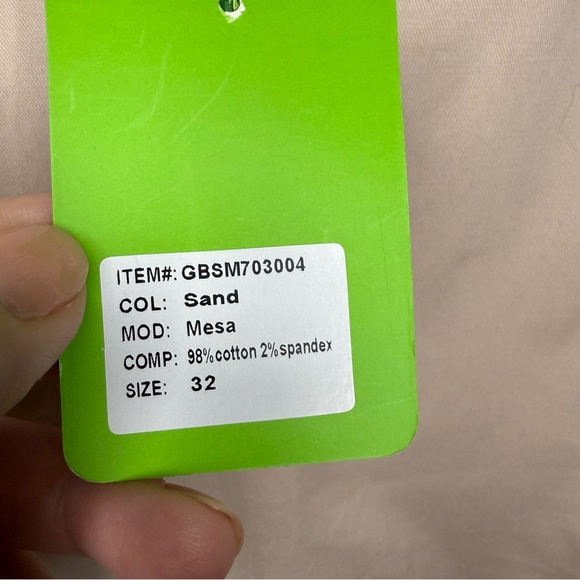 ITEM#: GBSM703004
COL: Sand
MOD: Mesa
COMP: 98%cotton 2%spandex
SIZE: 32